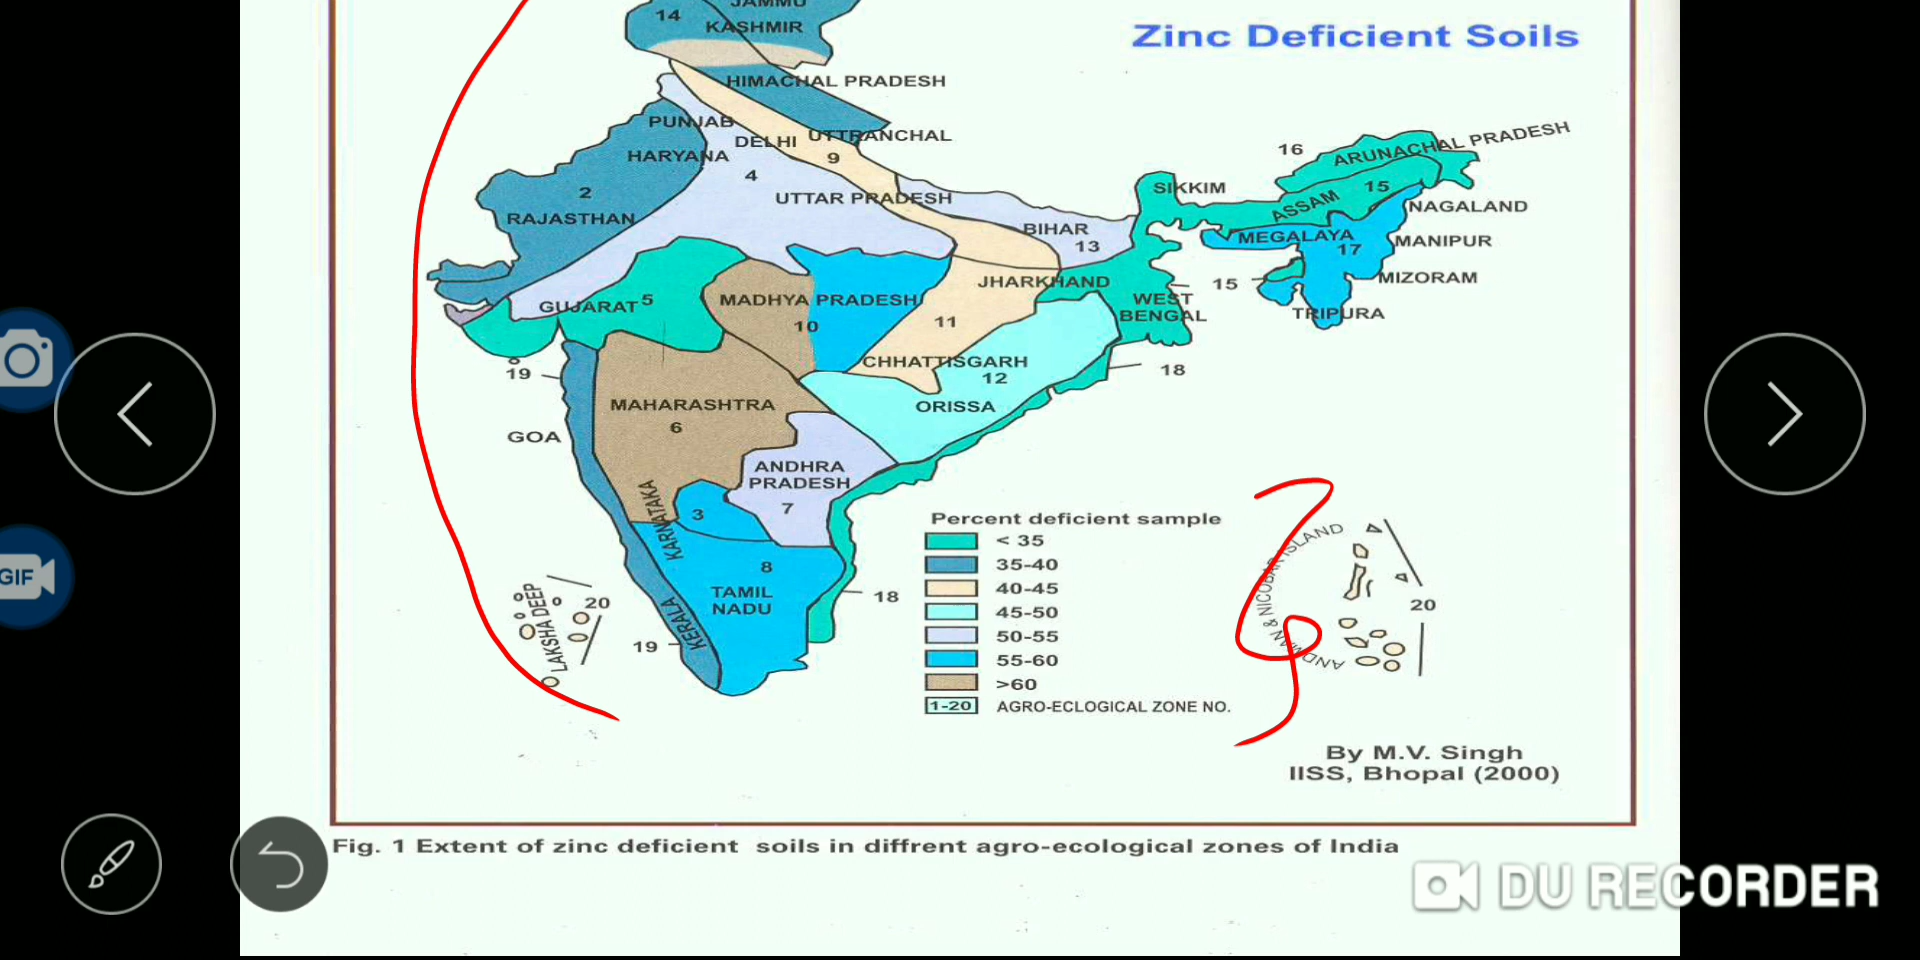 JAMMU
14
KASHMIR
Zinc Deficient Soils
HIMACHAL PRADESH
PUNJAB
DELHI
UTTRANCHAL
HARYANA
9
4
2
RAJASTHAN
UTTAR PRADESH
BIHAR
13
SIKKIM
16
ARUNACHAL PRADESH
15
ASSAM
NAGALAND
MEGALAYA
17
MANIPUR
MIZORAM
15
TRIPURA
GUJARAT 5
MADHYA PRADESH
10
JHARKHAND
11
WEST
BENGAL
CHHATTISGARH
12
18
19
ORISSA
MAHARASHTRA
6
GOA
ANDHRA
PRADESH
7
KARNATAKA
3
8
TAMIL
NADU
18
KERALA
19
LAKSHA DEEP
20
Percent deficient sample
< 35
35-40
40-45
45-50
50-55
55-60
>60
1-20 AGRO-ECLOGICAL ZONE NO.
ANDMAN & NICOBAR ISLAND
20
By M.V. Singh
IISS, Bhopal (2000)
Fig. 1 Extent of zinc deficient soils in diffrent agro-ecological zones of India
GIF
DU RECORDER